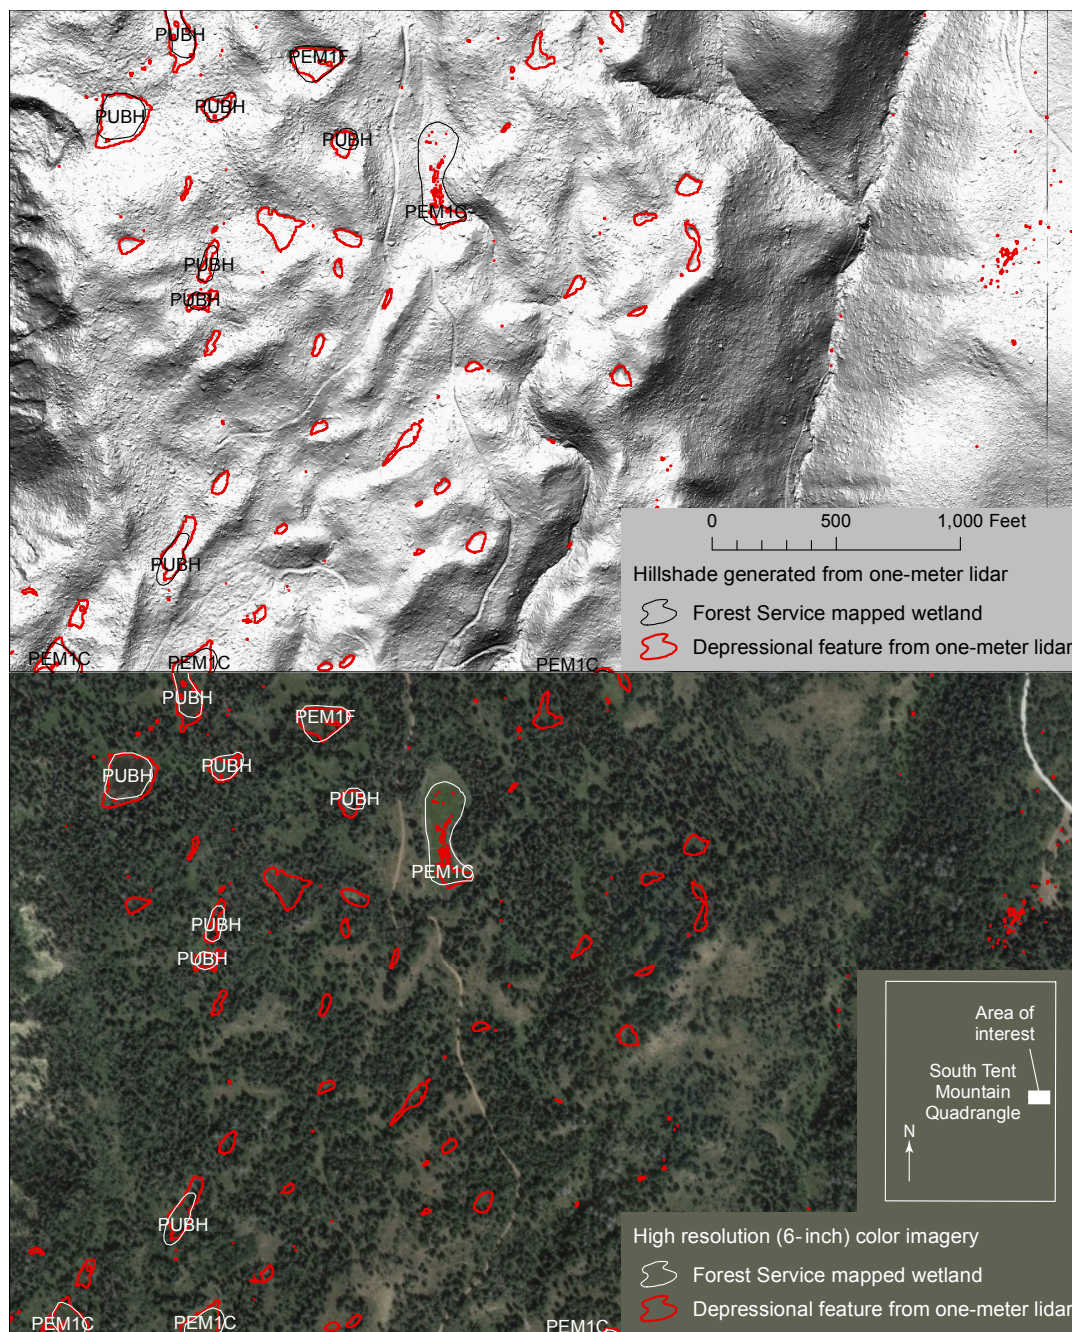 PUBH
PEM1F
PUBH
PUBH
PUBH
PEM1C
PUBH
PUBH
0 500 1,000 Feet
PUBH
Hillshade generated from one-meter lidar
Forest Service mapped wetland
Depressional feature from one-meter lidar
PEM1C
PEM1C
PEM1C
PUBH
PEM1F
PUBH
PUBH
PUBH
PEM1C
PUBH
PUBH
Area of
interest
South Tent
Mountain
Quadrangle
N
PUBH
High resolution (6-inch) color imagery
Forest Service mapped wetland
Depressional feature from one-meter lidar
PEM1C
PEM1C
PEM1C